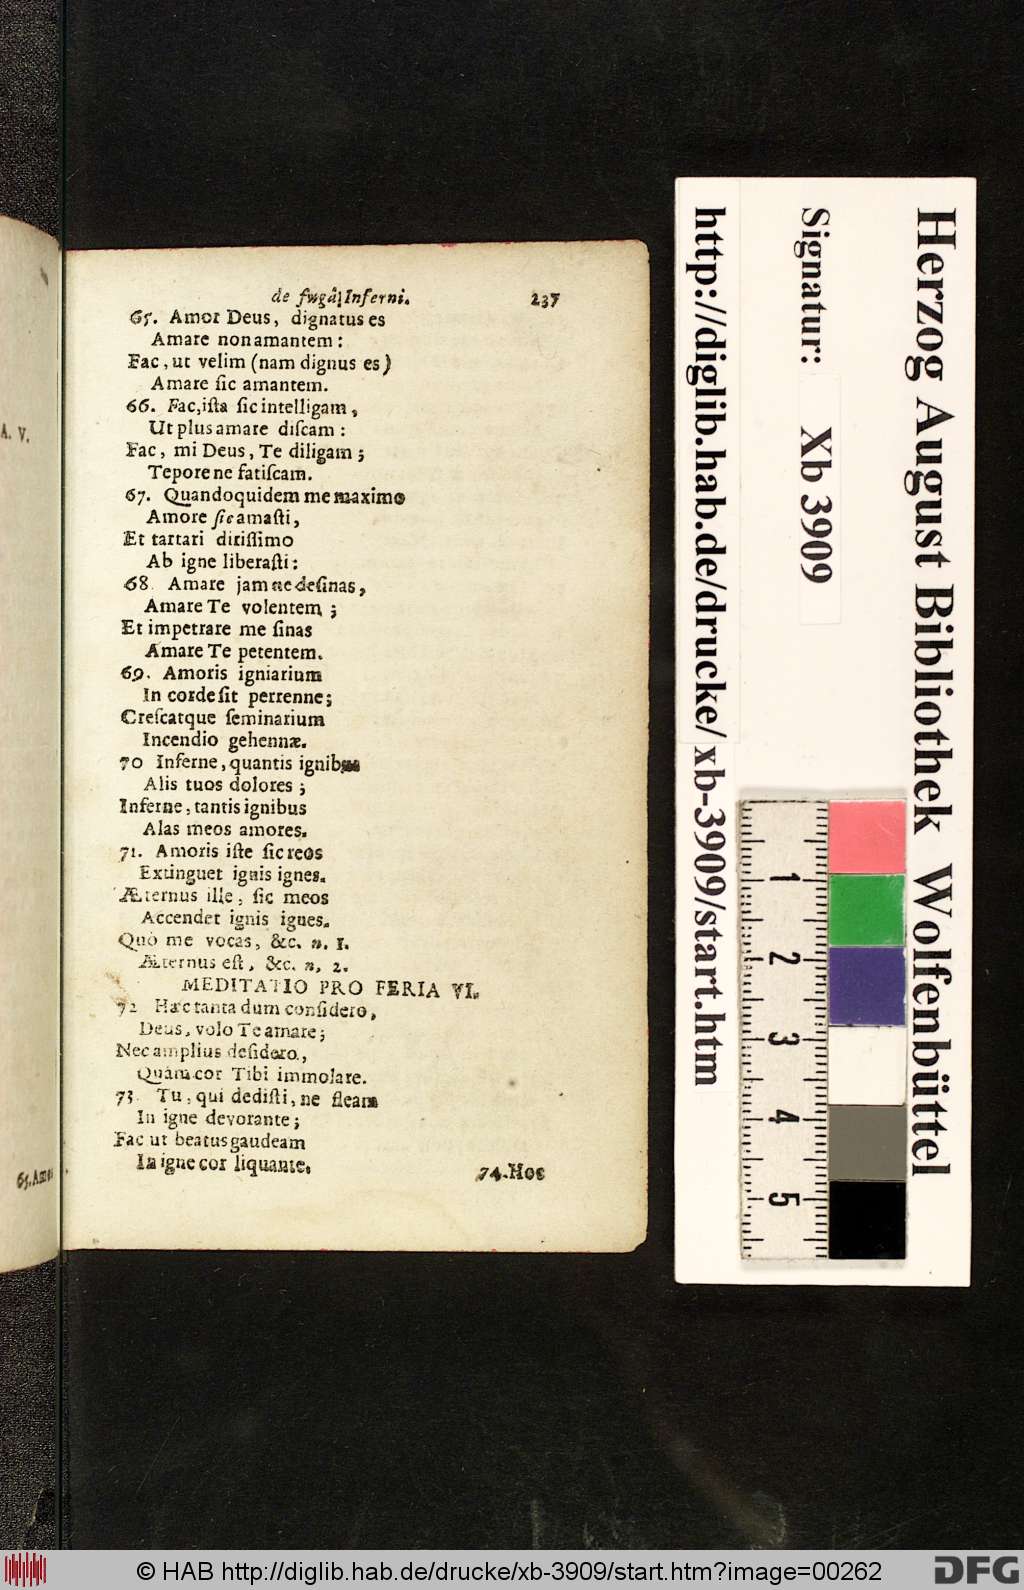 de fugâ Inferni. 237
65. Amor Deus, dignatus es
Amare non amantem:
Fac, ut velim (nam dignus es)
Amare ſic amantem.
66. Fac, iſta ſic intelligam,
Ut plus amare diſcam:
Fac, mi Deus, Te diligam;
Tepore ne fatiſcam.
67. Quandoquidem me maximo
Amore ſic amaſti,
Et tartari diriſſimo
Ab igne liberaſti:
68. Amare jam ne deſinas,
Amare Te volentem;
Et impetrare me ſinas
Amare Te petentem.
69. Amoris igniarium
In corde ſit perrenne;
Creſcatque ſeminarium
Incendio gehennæ.
70 Inferne, quantis ignibus
Alis tuos dolores;
Inferne, tantis ignibus
Alas meos amores.
71. Amoris iſte ſic reos
Extinguet ignis ignes.
Æternus ille, ſic meos
Accendet ignis ignes.
Quò me vocas, &c. n. 1.
Æternus eſt, &c. n, 2.
MEDITATIO PRO FERIA VI.
72 Hæc tanta dum conſidero,
Deus, volo Te amare;
Nec amplius deſidero,
Quàm cor Tibi immolare.
73. Tu, qui dediſti, ne fleam
In igne devorante;
Fac ut beatus gaudeam
In igne cor liquante.
74. Hoc
A. V.
65. Amor
Herzog August Bibliothek Wolfenbüttel
Signatur: Xb 3909
http://diglib.hab.de/drucke/xb-3909/start.htm
1
2
3
4
5
© HAB http://diglib.hab.de/drucke/xb-3909/start.htm?image=00262
DFG